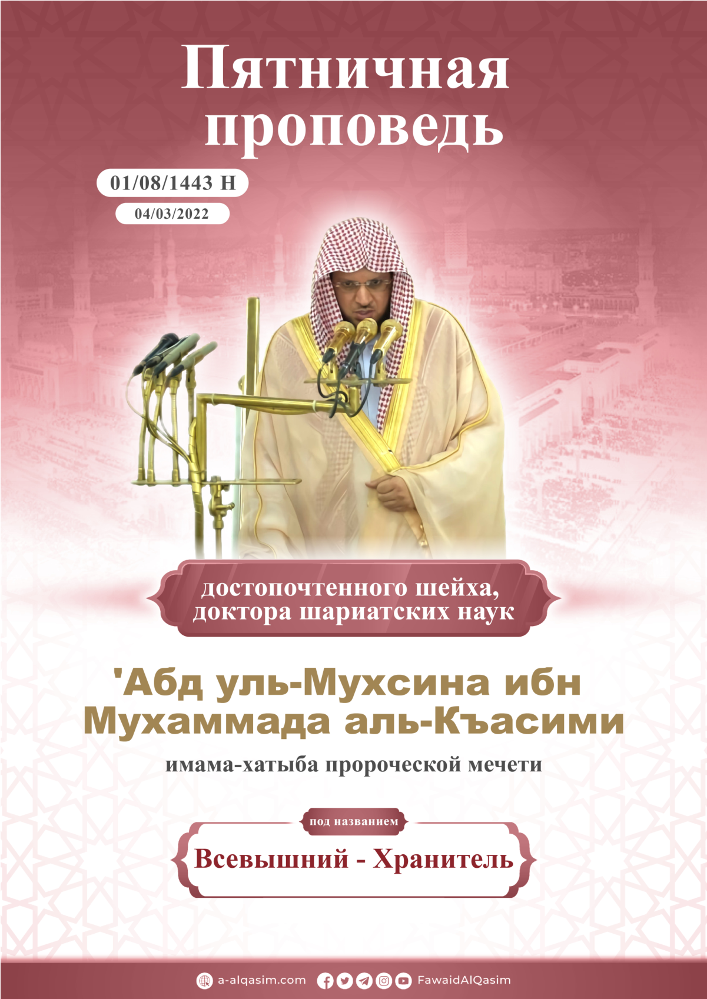 Пятничная
проповедь
01/08/1443 H
04/03/2022
достопочтенного шейха,
доктора шариатских наук
'Абд уль-Мухсина ибн
Мухаммада аль-Къасими
имама-хатыба пророческой мечети
под названием
Всевышний - Хранитель
a-alqasim.com FawaidAlQasim